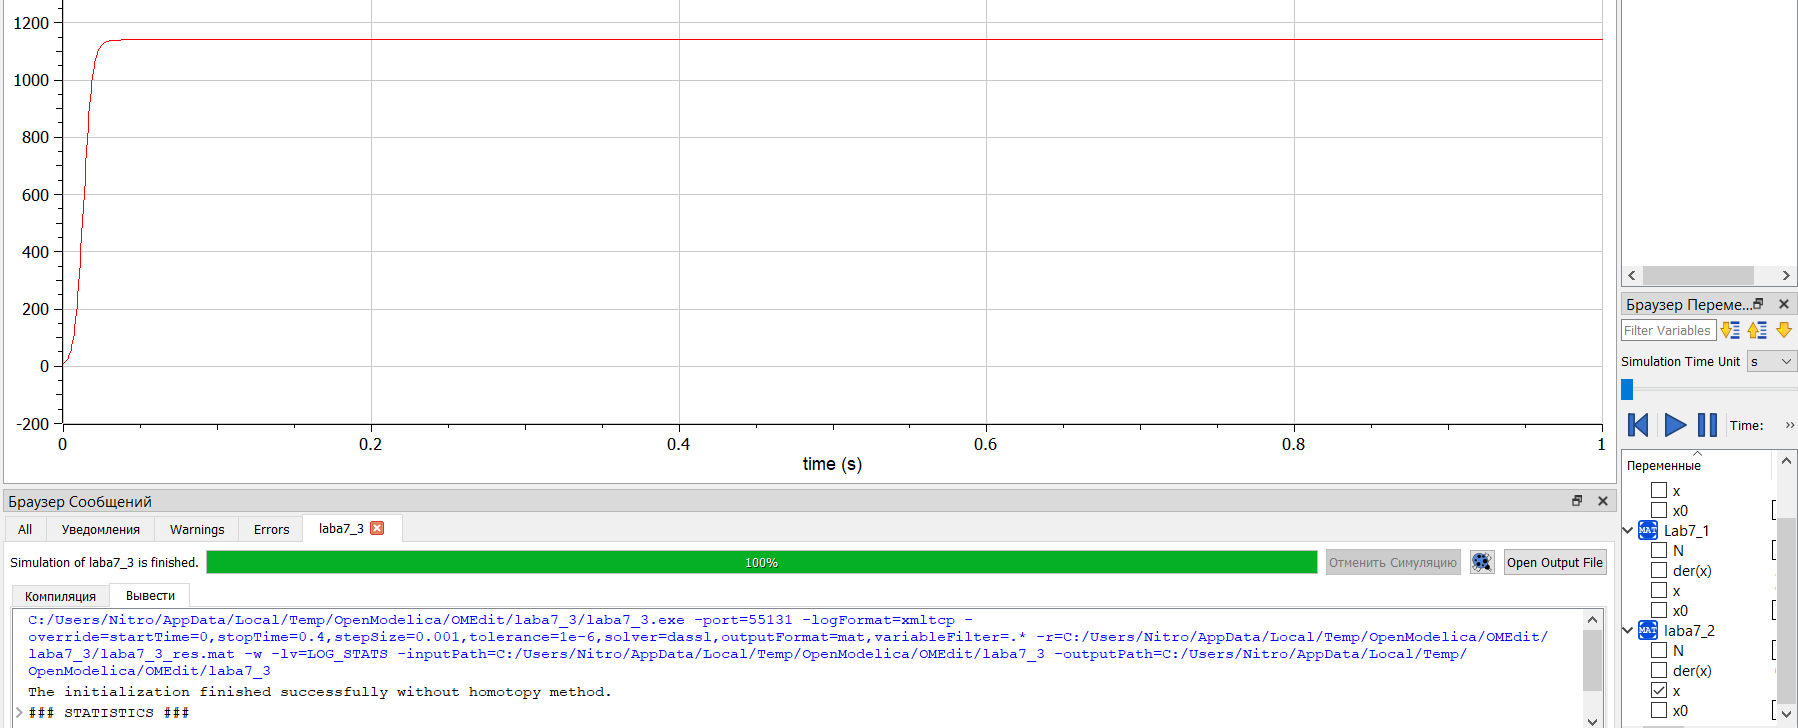 1200
1000
800
600
400
200
0
-200
0
0.2
0.4
0.6
0.8
1
time (s)
Браузер Переме...
Filter Variables
Simulation Time Unit
s
Time:
»
Переменные
x
x0
MAT Lab7_1
N
der(x)
x
x0
MAT laba7_2
N
der(x)
x
x0
Браузер Сообщений
All
Уведомления
Warnings
Errors
laba7_3
Simulation of laba7_3 is finished.
100%
Отменить Симуляцию
Open Output File
Компиляция
Вывести
C:/Users/Nitro/AppData/Local/Temp/OpenModelica/OMEdit/laba7_3/laba7_3.exe -port=55131 -logFormat=xmltcp -
override=startTime=0,stopTime=0.4,stepSize=0.001,tolerance=1e-6,solver=dassl,outputFormat=mat,variableFilter=.* -r=C:/Users/Nitro/AppData/Local/Temp/OpenModelica/OMEdit/
laba7_3/laba7_3_res.mat -w -lv=LOG_STATS -inputPath=C:/Users/Nitro/AppData/Local/Temp/OpenModelica/OMEdit/laba7_3 -outputPath=C:/Users/Nitro/AppData/Local/Temp/
OpenModelica/OMEdit/laba7_3
The initialization finished successfully without homotopy method.
### STATISTICS ###